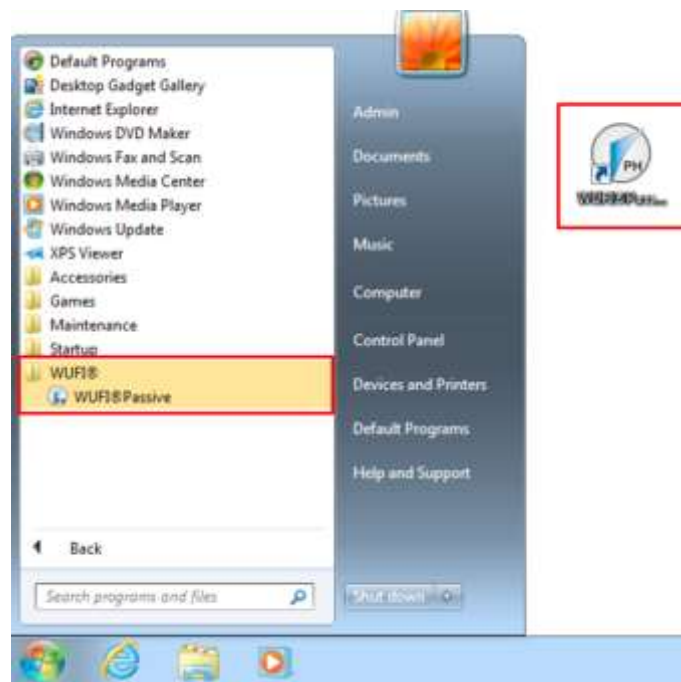 Default Programs
Desktop Gadget Gallery
Internet Explorer
Windows DVD Maker
Windows Fax and Scan
Windows Media Center
Windows Media Player
Windows Update
XPS Viewer
Accessories
Games
Maintenance
Startup
WUFI®
WUFI®Passive
Back
Search programs and files
Admin
Documents
Pictures
Music
Computer
Control Panel
Devices and Printers
Default Programs
Help and Support
Shut down
PH